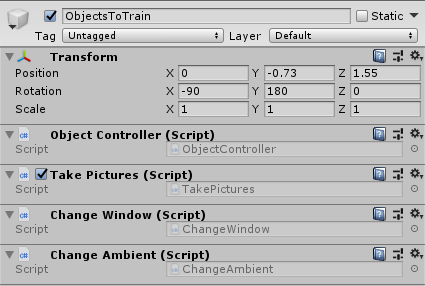 ObjectsToTrain Static
Tag Untagged Layer Default
Transform
Position X 0 Y -0.73 Z 1.55
Rotation X -90 Y 180 Z 0
Scale X 1 Y 1 Z 1
C# Object Controller (Script)
Script ObjectController
C# Take Pictures (Script)
Script TakePictures
C# Change Window (Script)
Script ChangeWindow
C# Change Ambient (Script)
Script ChangeAmbient